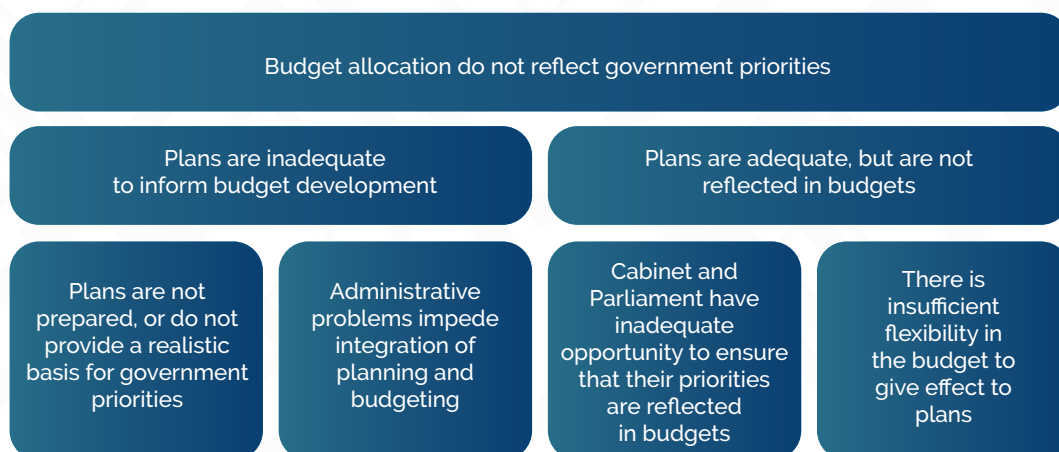 Budget allocation do not reflect government priorities
Plans are inadequate
to inform budget development
Plans are adequate, but are not
reflected in budgets
Plans are not
prepared, or do not
provide a realistic
basis for government
priorities
Administrative
problems impede
integration of
planning and
budgeting
Cabinet and
Parliament have
inadequate
opportunity to ensure
that their priorities
are reflected
in budgets
There is
insufficient
flexibility in
the budget to
give effect to
plans